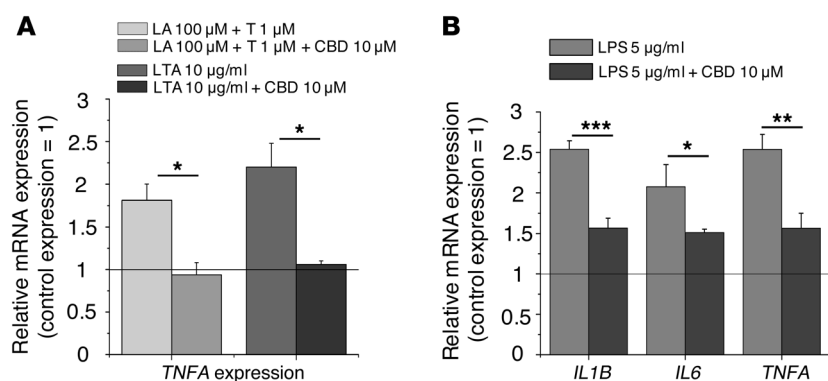 A
LA 100 µM + T 1 µM
LA 100 µM + T 1 µM + CBD 10 µM
LTA 10 µg/ml
LTA 10 µg/ml + CBD 10 µM
Relative mRNA expression
(control expression = 1)
3
2.5
2
1.5
1
0.5
0
*
*
TNFA expression
B
LPS 5 µg/ml
LPS 5 µg/ml + CBD 10 µM
Relative mRNA expression
(control expression = 1)
3
2.5
2
1.5
1
0.5
0
***
*
**
IL1B
IL6
TNFA